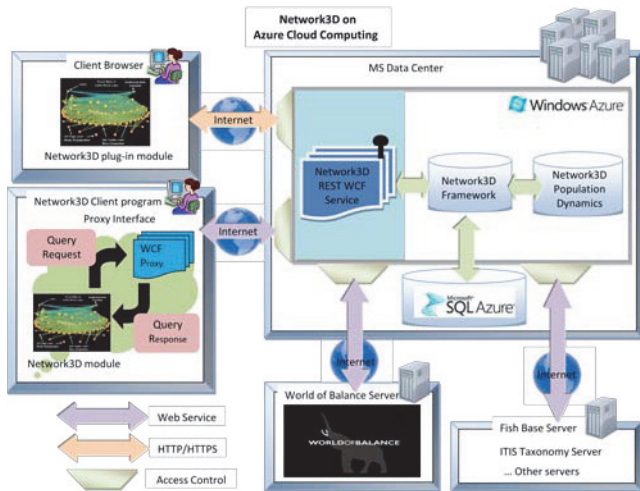 Network3D on
Azure Cloud Computing
Client Browser
Network3D plug-in module
Internet
MS Data Center
Windows Azure
Network3D
REST WCF
Service
Network3D
Framework
Network3D
Population
Dynamics
Microsoft
SQL Azure
Network3D Client program
Proxy Interface
Query
Request
WCF
Proxy
Query
Response
Network3D module
Internet
Internet
Internet
World of Balance Server
WORLDOFBALANCE
Fish Base Server
ITIS Taxonomy Server
... Other servers
Web Service
HTTP/HTTPS
Access Control